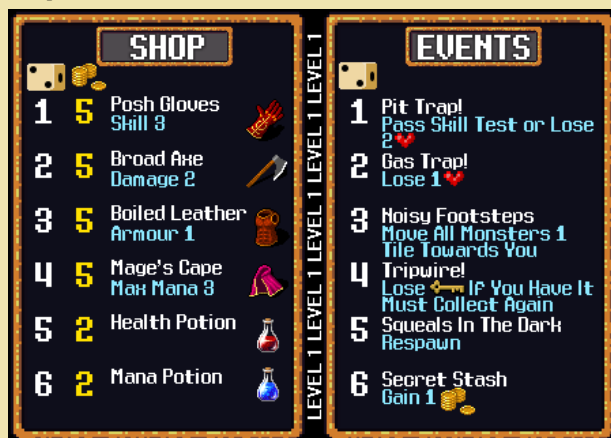 SHOP
1 5 Posh Gloves
Skill 3
2 5 Broad Axe
Damage 2
3 5 Boiled Leather
Armour 1
4 5 Mage's Cape
Max Mana 3
5 2 Health Potion
6 2 Mana Potion
LEVEL 1 LEVEL 1 LEVEL 1 LEVEL 1 LEVEL 1
EVENTS
1 Pit Trap!
Pass Skill Test or Lose
2
2 Gas Trap!
Lose 1
3 Noisy Footsteps
Move All Monsters 1
Tile Towards You
4 Tripwire!
Lose If You Have It
Must Collect Again
5 Squeals In The Dark
Respawn
6 Secret Stash
Gain 1